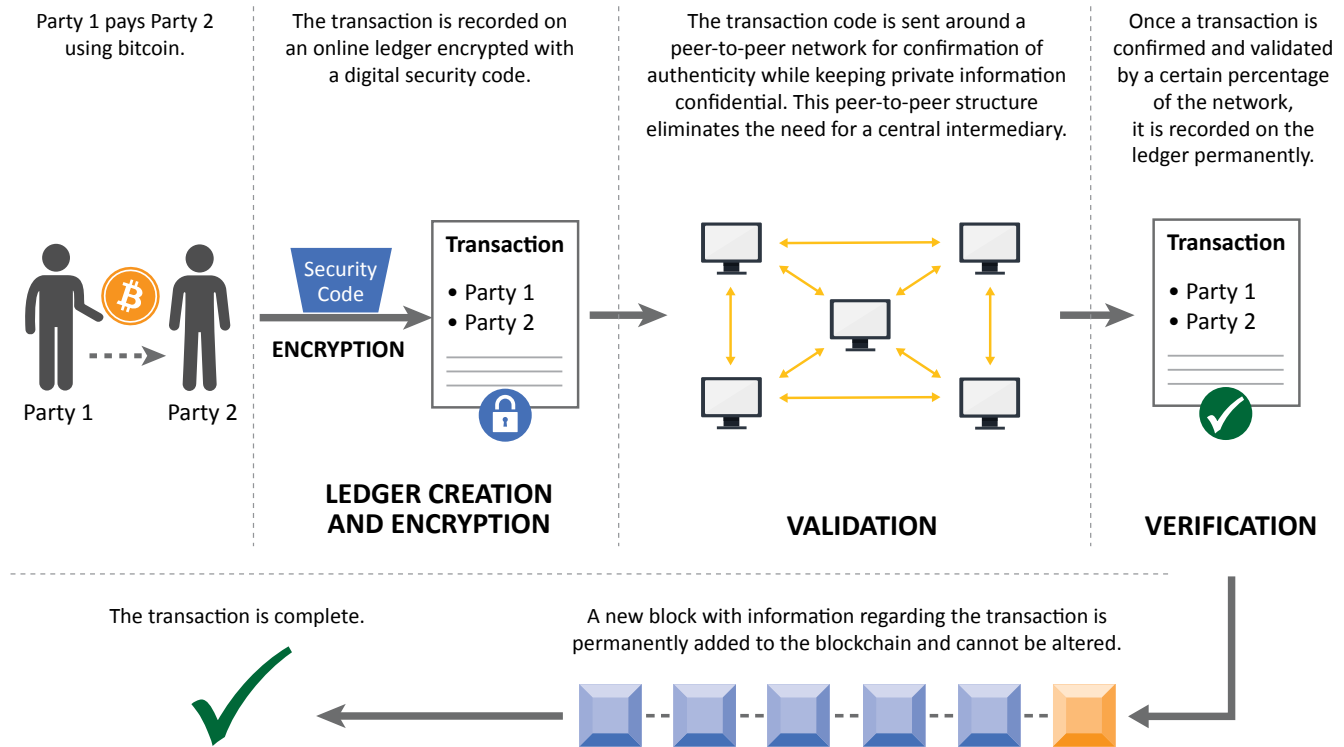 Party 1 pays Party 2
using bitcoin.
The transaction is recorded on
an online ledger encrypted with
a digital security code.
The transaction code is sent around a
peer-to-peer network for confirmation of
authenticity while keeping private information
confidential. This peer-to-peer structure
eliminates the need for a central intermediary.
Once a transaction is
confirmed and validated
by a certain percentage
of the network,
it is recorded on the
ledger permanently.
Party 1
Party 2
Security
Code
ENCRYPTION
Transaction
• Party 1
• Party 2
LEDGER CREATION
AND ENCRYPTION
VALIDATION
Transaction
• Party 1
• Party 2
VERIFICATION
The transaction is complete.
A new block with information regarding the transaction is
permanently added to the blockchain and cannot be altered.